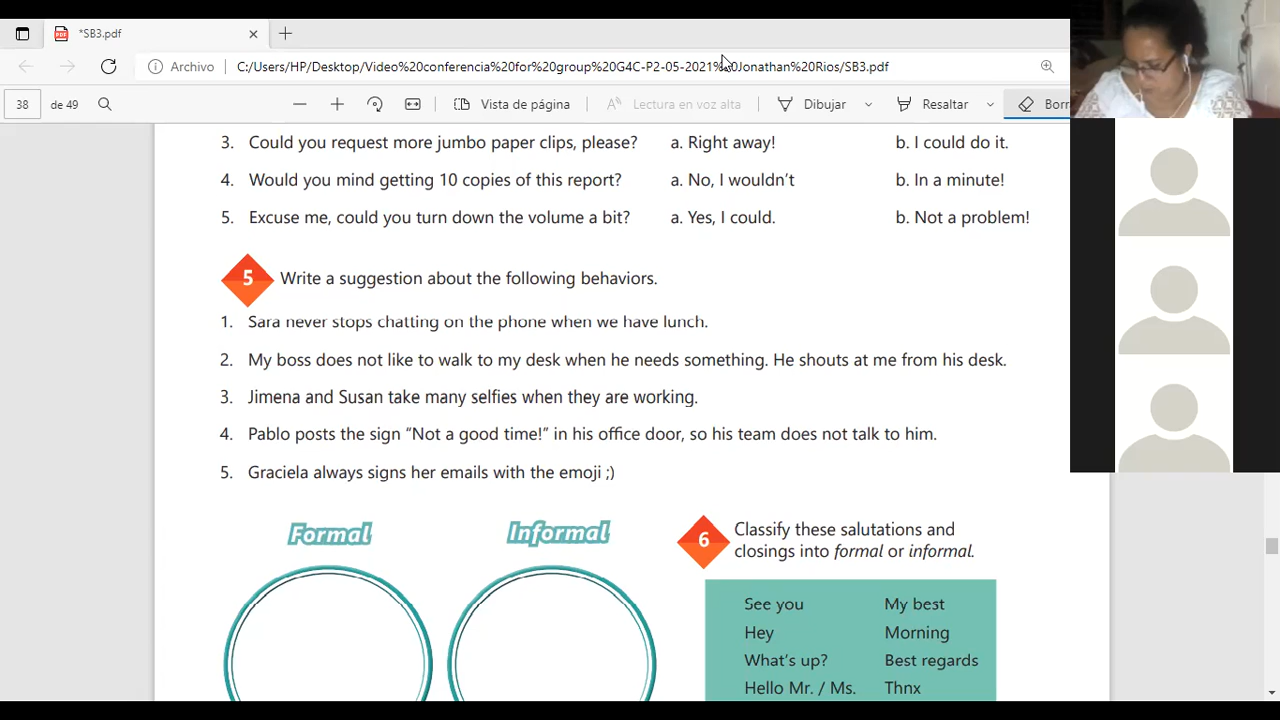 *SB3.pdf
Archivo C:/Users/HP/Desktop/Video%20conferencia%20for%20group%20G4C-P2-05-2021%20Jonathan%20Rios/SB3.pdf
38 de 49 Vista de página Lectura en voz alta Dibujar Resaltar Borr
3. Could you request more jumbo paper clips, please? a. Right away! b. I could do it.
4. Would you mind getting 10 copies of this report? a. No, I wouldn't b. In a minute!
5. Excuse me, could you turn down the volume a bit? a. Yes, I could. b. Not a problem!
5 Write a suggestion about the following behaviors.
1. Sara never stops chatting on the phone when we have lunch.
2. My boss does not like to walk to my desk when he needs something. He shouts at me from his desk.
3. Jimena and Susan take many selfies when they are working.
4. Pablo posts the sign “Not a good time!” in his office door, so his team does not talk to him.
5. Graciela always signs her emails with the emoji ;)
Formal Informal
6 Classify these salutations and
closings into formal or informal.
See you My best
Hey Morning
What's up? Best regards
Hello Mr. / Ms. Thnx